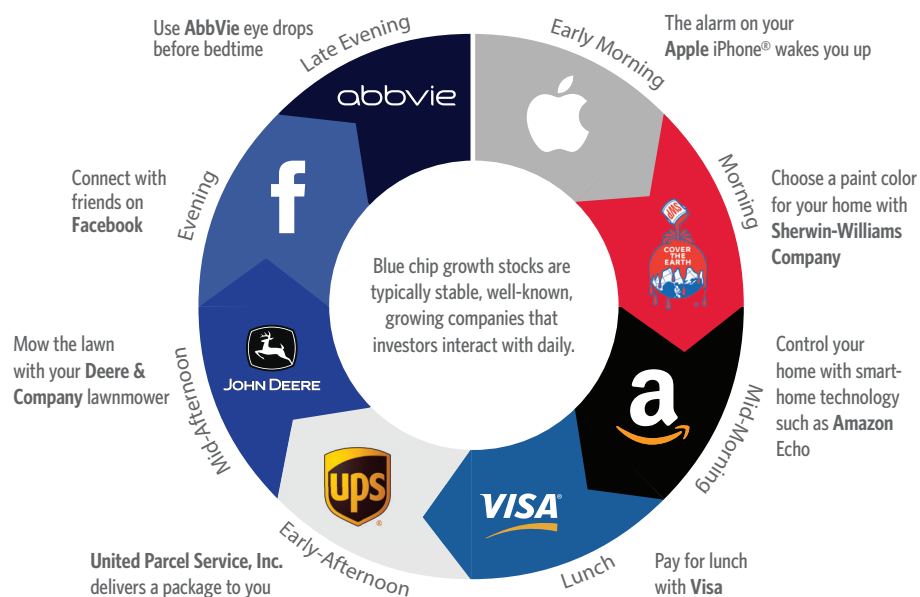 Early Morning
The alarm on your
Apple iPhone® wakes you up
Morning
SWP
COVER
THE
EARTH
Choose a paint color
for your home with
Sherwin-Williams
Company
Mid-Morning
a
Control your
home with smart-
home technology
such as Amazon
Echo
Lunch
VISA®
Pay for lunch
with Visa
Early-Afternoon
ups
®
United Parcel Service, Inc.
delivers a package to you
Mid-Afternoon
JOHN DEERE
Mow the lawn
with your Deere &
Company lawnmower
Evening
f
Connect with
friends on
Facebook
Late Evening
abbvie
Use AbbVie eye drops
before bedtime
Blue chip growth stocks are
typically stable, well-known,
growing companies that
investors interact with daily.